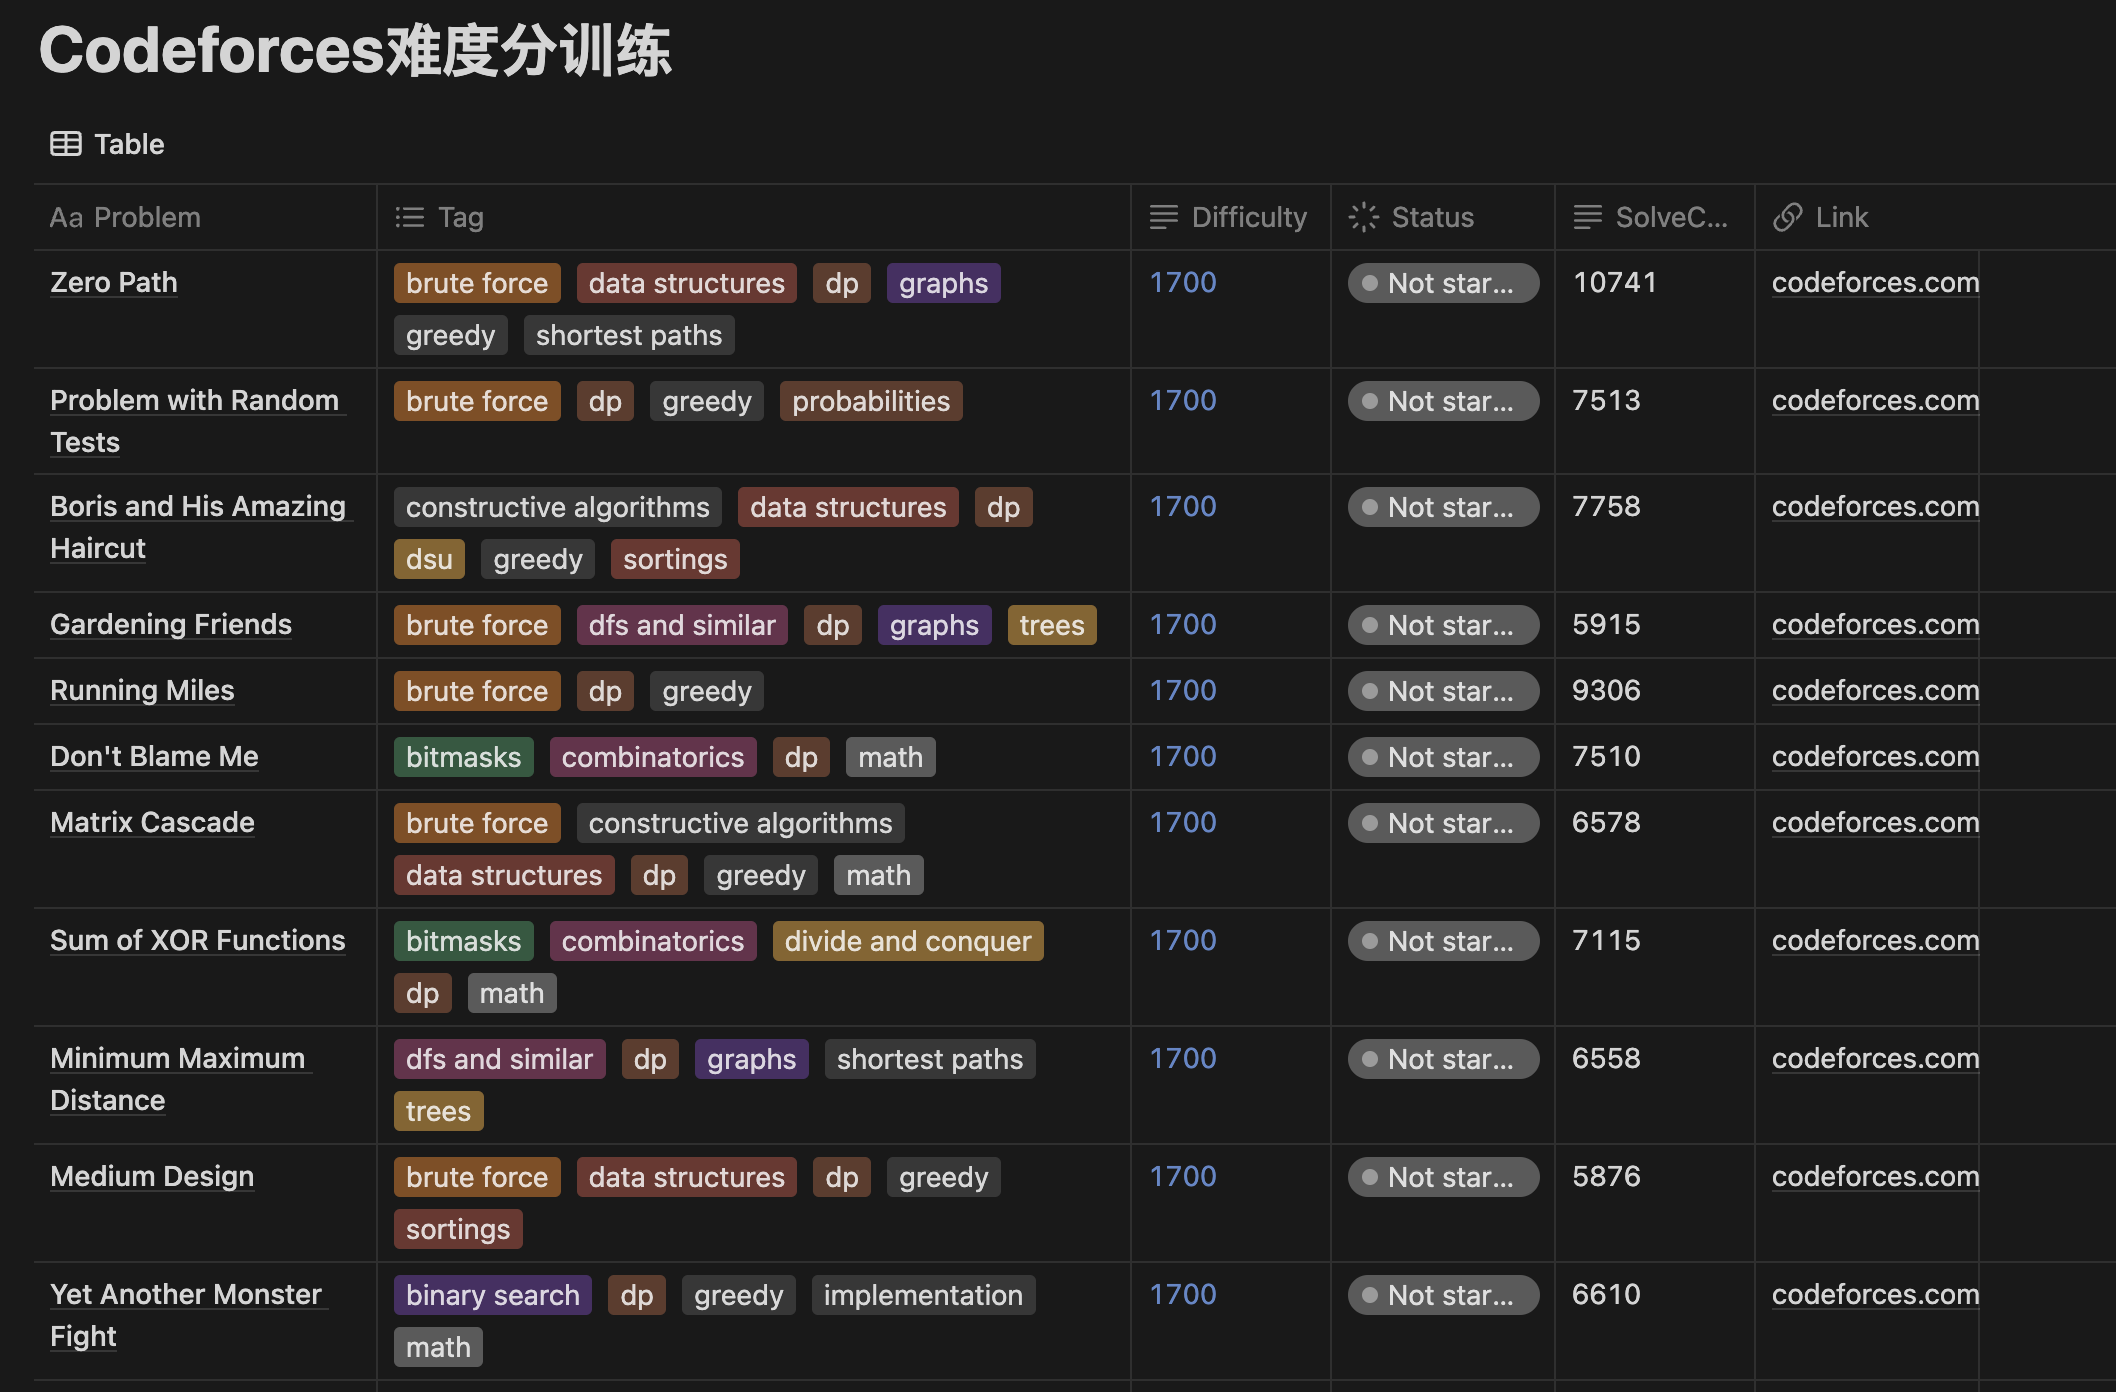 Codeforces难度分训练
Table
Aa Problem Tag Difficulty Status SolveC... Link
Zero Path brute force data structures dp graphs 1700 Not star... 10741 codeforces.com
greedy shortest paths
Problem with Random brute force dp greedy probabilities 1700 Not star... 7513 codeforces.com
Tests
Boris and His Amazing constructive algorithms data structures dp 1700 Not star... 7758 codeforces.com
Haircut dsu greedy sortings
Gardening Friends brute force dfs and similar dp graphs trees 1700 Not star... 5915 codeforces.com
Running Miles brute force dp greedy 1700 Not star... 9306 codeforces.com
Don't Blame Me bitmasks combinatorics dp math 1700 Not star... 7510 codeforces.com
Matrix Cascade brute force constructive algorithms 1700 Not star... 6578 codeforces.com
data structures dp greedy math
Sum of XOR Functions bitmasks combinatorics divide and conquer 1700 Not star... 7115 codeforces.com
dp math
Minimum Maximum dfs and similar dp graphs shortest paths 1700 Not star... 6558 codeforces.com
Distance trees
Medium Design brute force data structures dp greedy 1700 Not star... 5876 codeforces.com
sortings
Yet Another Monster binary search dp greedy implementation 1700 Not star... 6610 codeforces.com
Fight math